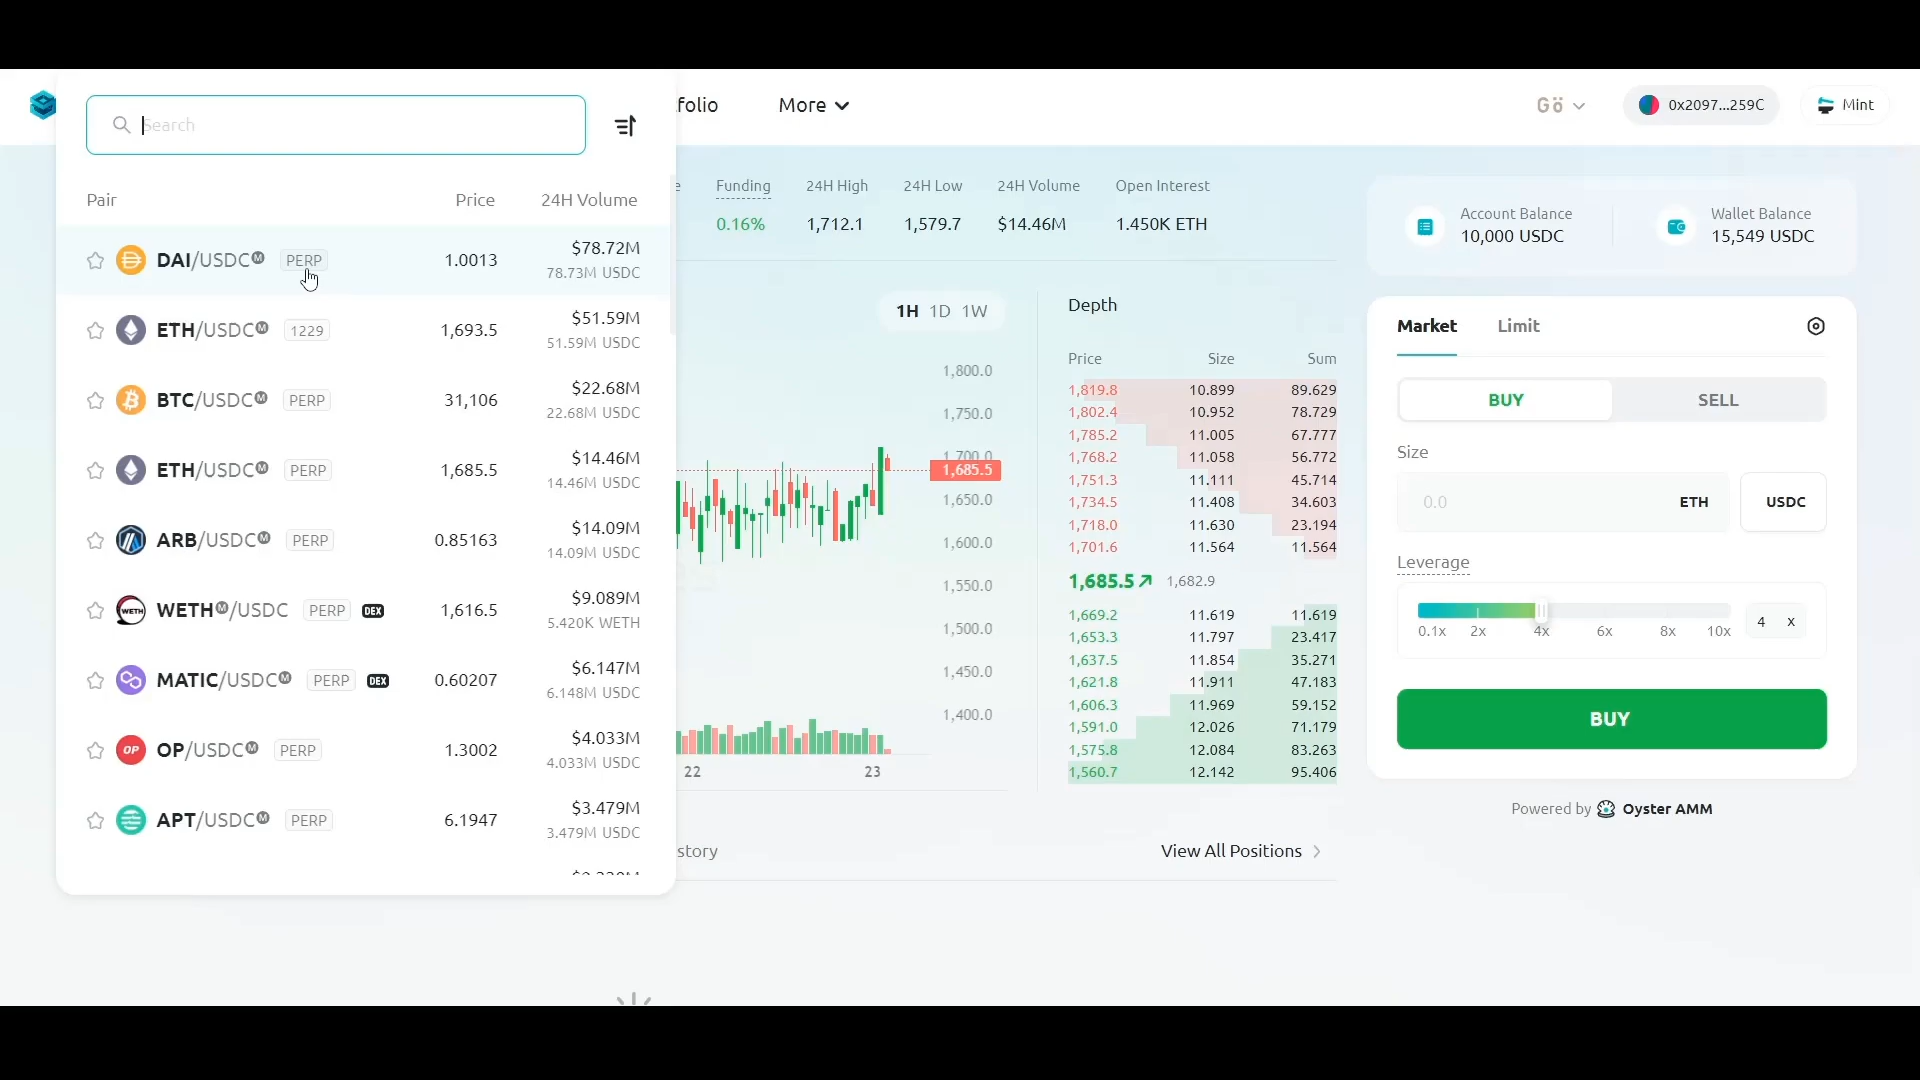 Search
Pair Price 24H Volume
DAI/USDC M PERP 1.0013 $78.72M
78.73M USDC
ETH/USDC M 1229 1,693.5 $51.59M
51.59M USDC
BTC/USDC M PERP 31,106 $22.68M
22.68M USDC
ETH/USDC M PERP 1,685.5 $14.46M
14.46M USDC
ARB/USDC M PERP 0.85163 $14.09M
14.09M USDC
WETH WETH M/USDC PERP DEX 1,616.5 $9.089M
5.420K WETH
MATIC/USDC M PERP DEX 0.60207 $6.147M
6.148M USDC
OP OP/USDC M PERP 1.3002 $4.033M
4.033M USDC
APT/USDC M PERP 6.1947 $3.479M
3.479M USDC
folio More
Gö 0x2097...259C Mint
e Funding 24H High 24H Low 24H Volume Open Interest
0.16% 1,712.1 1,579.7 $14.46M 1.450K ETH
1H 1D 1W
1,800.0
1,750.0
1,700.0
1,685.5
1,650.0
1,600.0
1,550.0
1,500.0
1,450.0
1,400.0
22 23
Depth
Price Size Sum
1,819.8 10.899 89.629
1,802.4 10.952 78.729
1,785.2 11.005 67.777
1,768.2 11.058 56.772
1,751.3 11.111 45.714
1,734.5 11.408 34.603
1,718.0 11.630 23.194
1,701.6 11.564 11.564
1,685.5 1,682.9
1,669.2 11.619 11.619
1,653.3 11.797 23.417
1,637.5 11.854 35.271
1,621.8 11.911 47.183
1,606.3 11.969 59.152
1,591.0 12.026 71.179
1,575.8 12.084 83.263
1,560.7 12.142 95.406
story View All Positions
Account Balance Wallet Balance
10,000 USDC 15,549 USDC
Market Limit
BUY SELL
Size
0.0 ETH USDC
Leverage
0.1x 2x 4x 6x 8x 10x 4 x
BUY
Powered by Oyster AMM